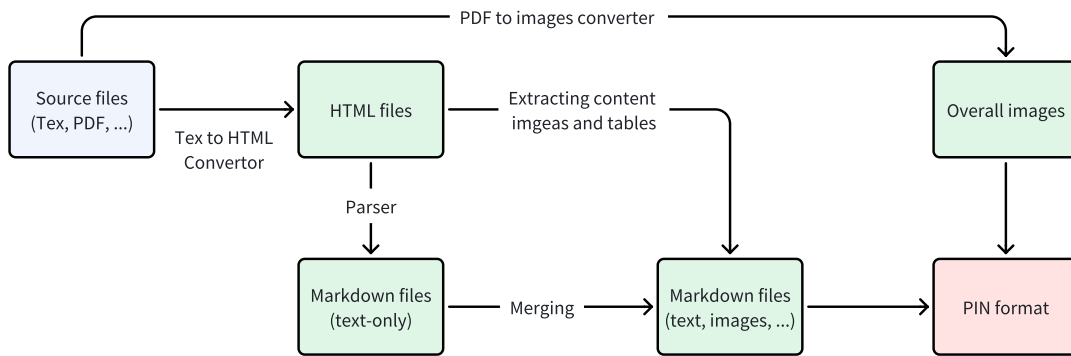 PDF to images converter
Source files
(Tex, PDF, ...)
Tex to HTML
Convertor
HTML files
Extracting content
imgeas and tables
Overall images
Parser
Markdown files
(text-only)
Merging
Markdown files
(text, images, ...)
PIN format